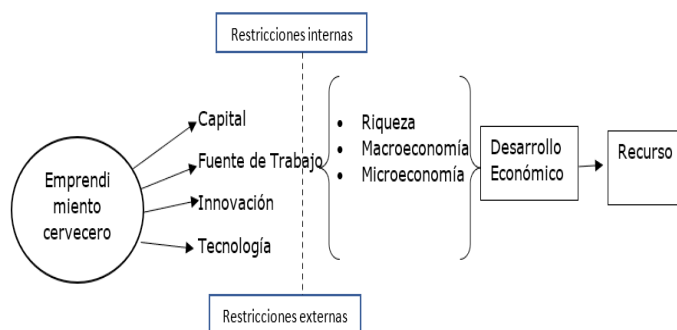 Restricciones internas
Capital
Fuente de Trabajo
Innovación
Tecnología
Emprendi
miento
cervecero
• Riqueza
• Macroeconomía
• Microeconomía
Desarrollo
Económico
Recurso
Restricciones externas